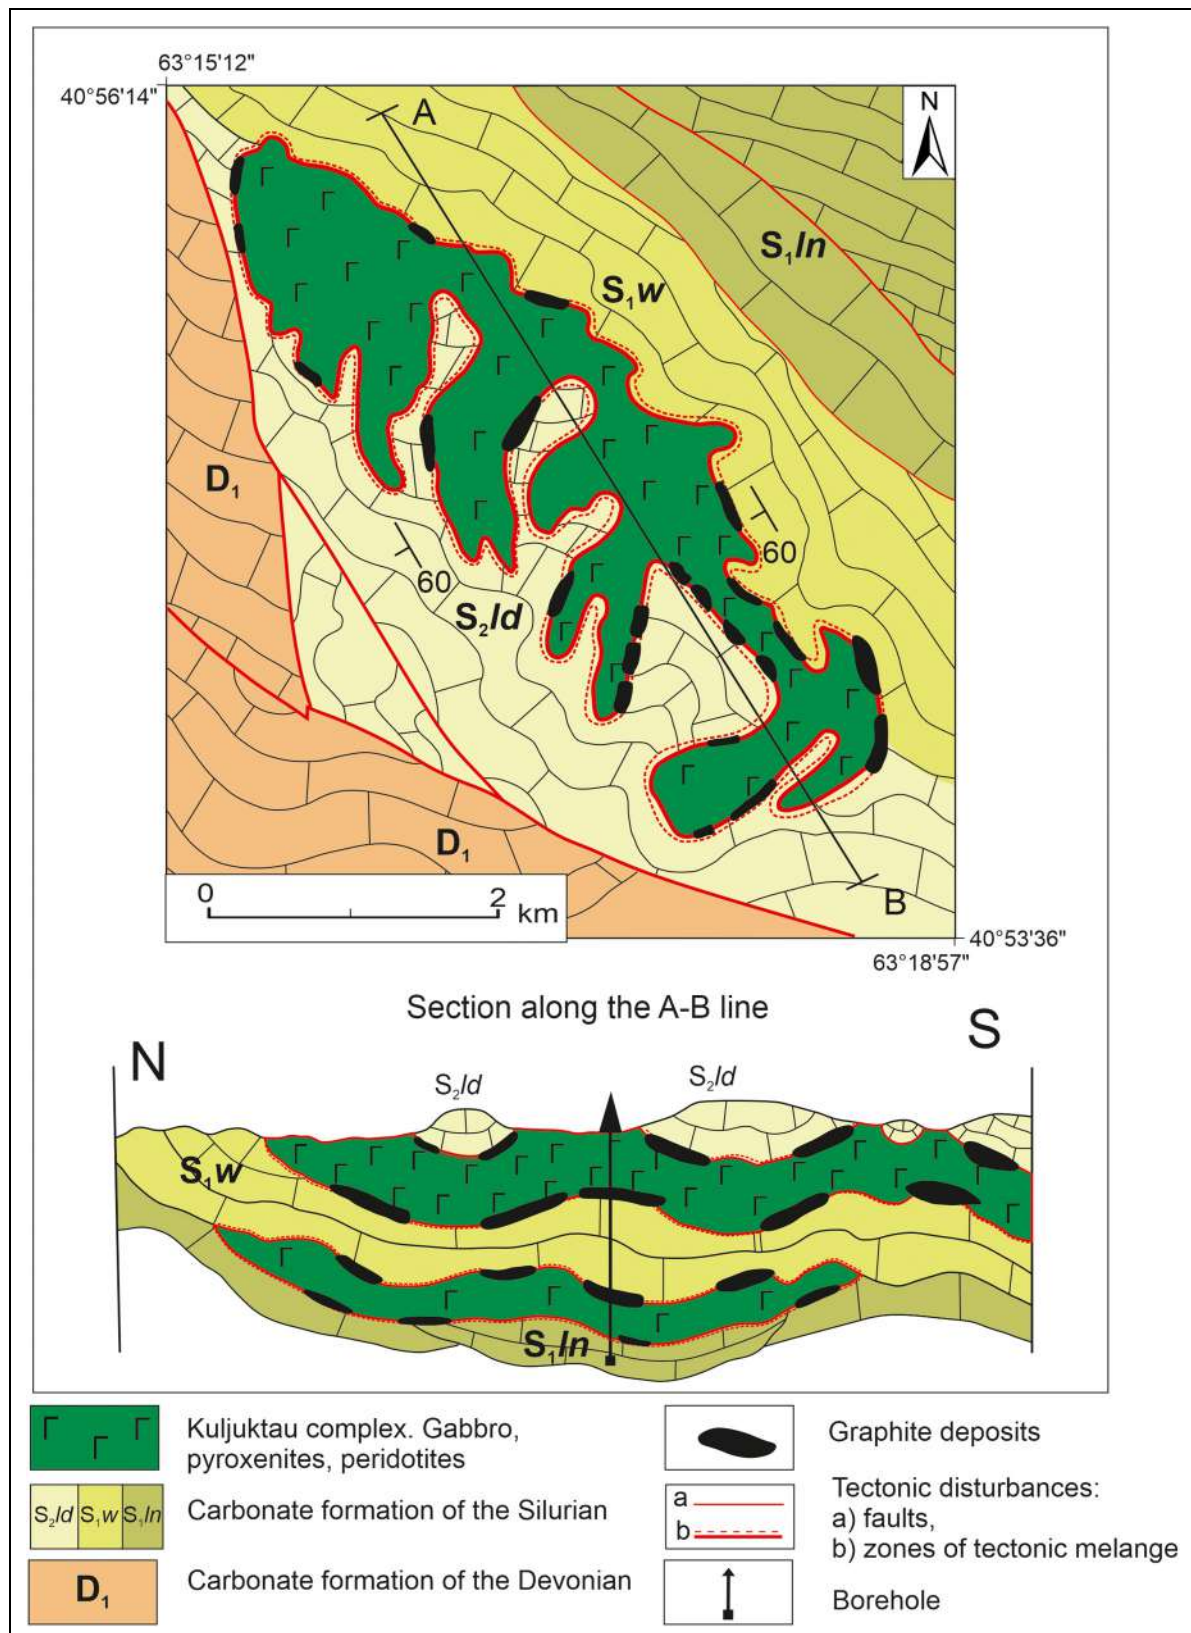 63°15'12"
40°56'14"
N
A
S₁ln
S₁w
D₁
60
60
S₂ld
D₁
0 2
km
B
40°53'36"
63°18'57"
Section along the A-B line
N
S
S₂ld
S₂ld
S₁w
S₁ln
Kuljuktau complex. Gabbro,
pyroxenites, peridotites
Graphite deposits
S₂ld S₁w S₁ln
Carbonate formation of the Silurian
a
b
Tectonic disturbances:
a) faults,
b) zones of tectonic melange
D₁
Carbonate formation of the Devonian
Borehole